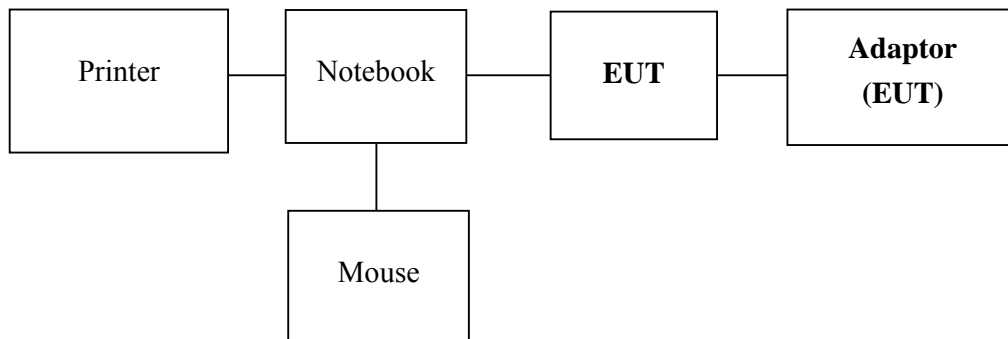 Printer
Notebook
EUT
Adaptor
(EUT)
Mouse